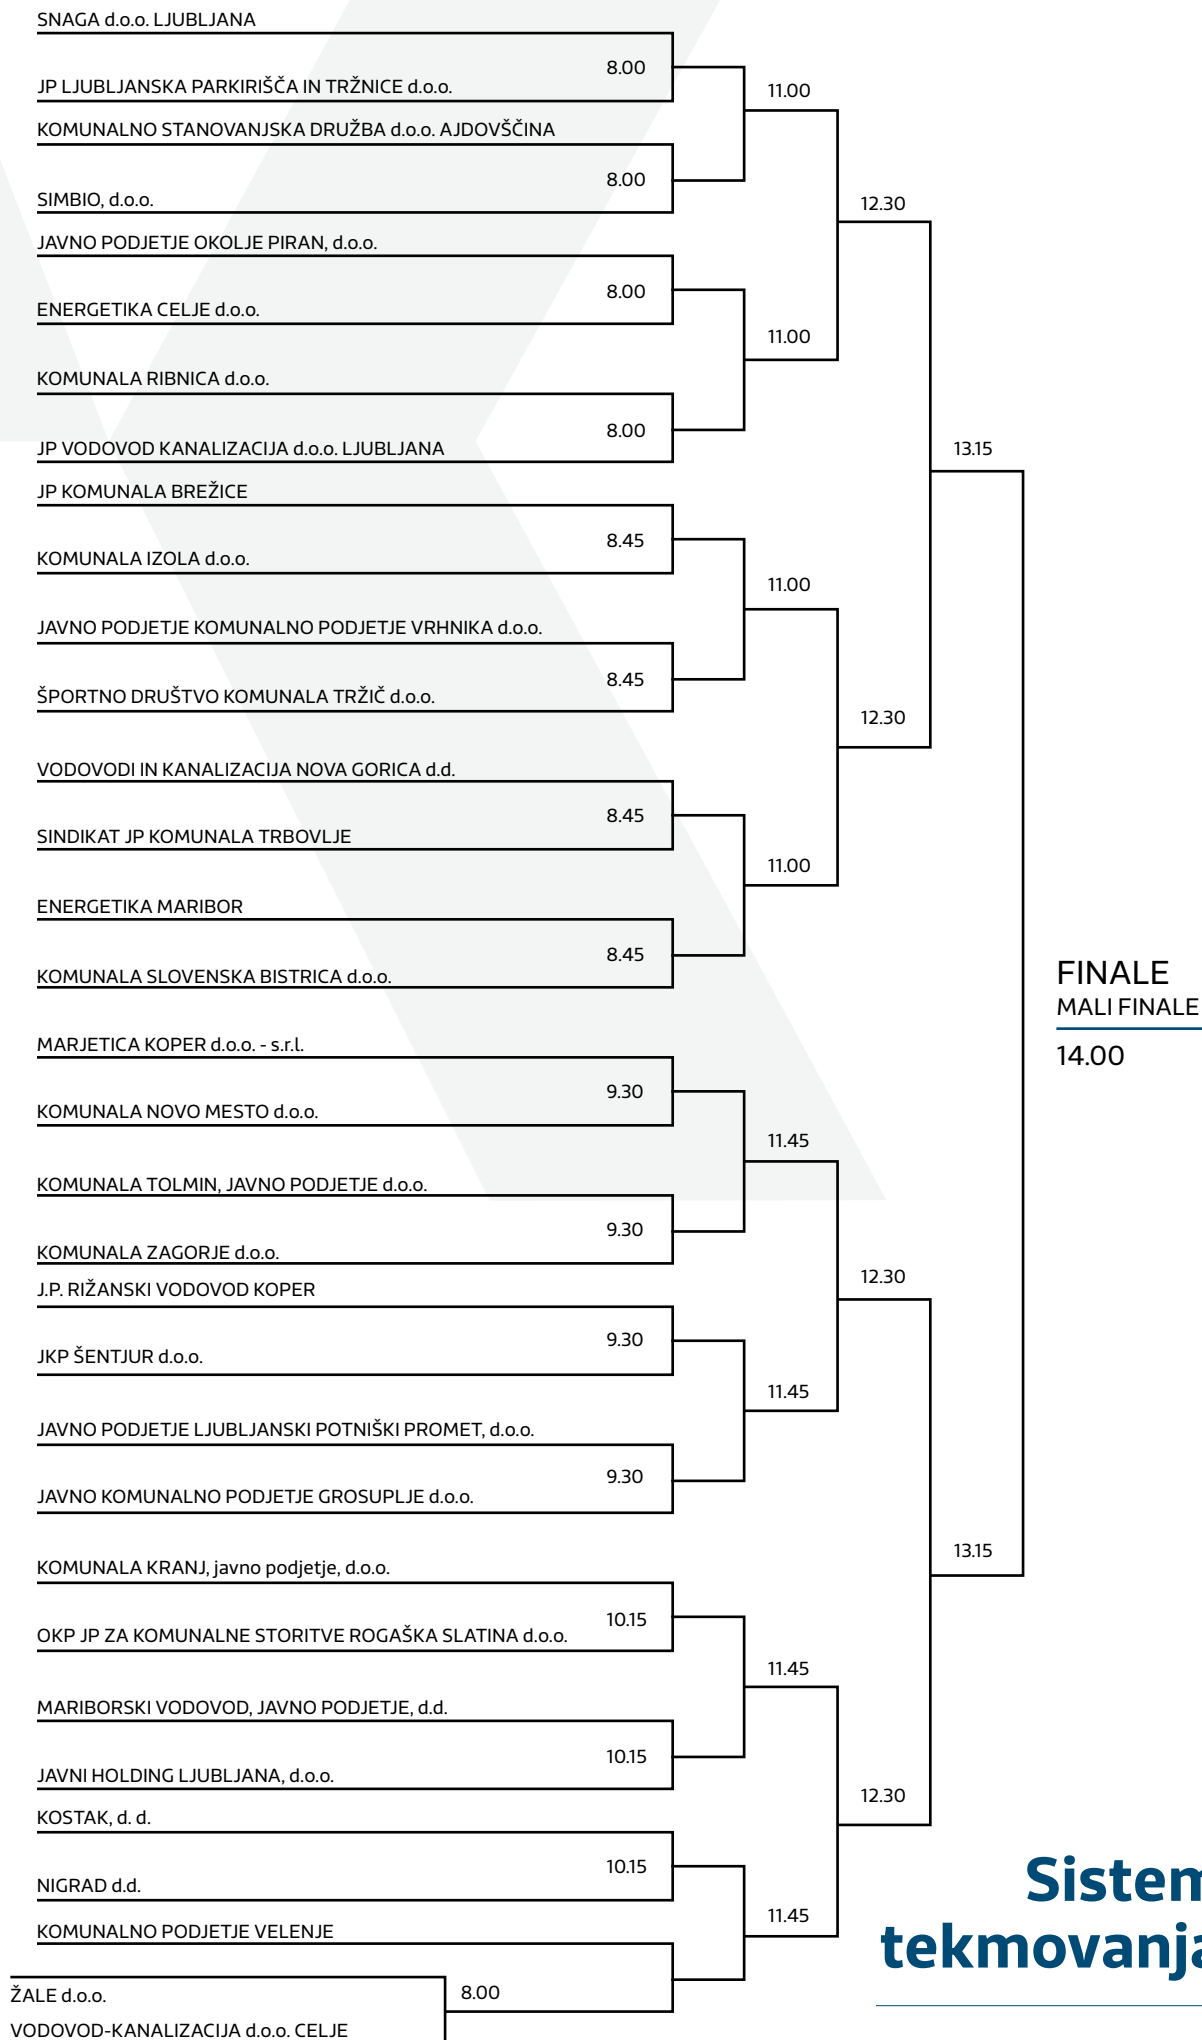 SNAGA d.o.o. LJUBLJANA
8.00
JP LJUBLJANSKA PARKIRIŠČA IN TRŽNICE d.o.o.
11.00
KOMUNALNO STANOVANJSKA DRUŽBA d.o.o. AJDOVŠČINA
8.00
SIMBIO, d.o.o.
12.30
JAVNO PODJETJE OKOLJE PIRAN, d.o.o.
8.00
ENERGETIKA CELJE d.o.o.
11.00
KOMUNALA RIBNICA d.o.o.
8.00
JP VODOVOD KANALIZACIJA d.o.o. LJUBLJANA
13.15
JP KOMUNALA BREŽICE
8.45
KOMUNALA IZOLA d.o.o.
11.00
JAVNO PODJETJE KOMUNALNO PODJETJE VRHNIKA d.o.o.
8.45
ŠPORTNO DRUŠTVO KOMUNALA TRŽIČ d.o.o.
12.30
VODOVODI IN KANALIZACIJA NOVA GORICA d.d.
8.45
SINDIKAT JP KOMUNALA TRBOVLJE
11.00
ENERGETIKA MARIBOR
8.45
KOMUNALA SLOVENSKA BISTRICA d.o.o.
FINALE
MALI FINALE
14.00
MARJETICA KOPER d.o.o. - s.r.l.
9.30
KOMUNALA NOVO MESTO d.o.o.
11.45
KOMUNALA TOLMIN, JAVNO PODJETJE d.o.o.
9.30
KOMUNALA ZAGORJE d.o.o.
12.30
J.P. RIŽANSKI VODOVOD KOPER
9.30
JKP ŠENTJUR d.o.o.
11.45
JAVNO PODJETJE LJUBLJANSKI POTNIŠKI PROMET, d.o.o.
9.30
JAVNO KOMUNALNO PODJETJE GROSUPLJE d.o.o.
13.15
KOMUNALA KRANJ, javno podjetje, d.o.o.
10.15
OKP JP ZA KOMUNALNE STORITVE ROGAŠKA SLATINA d.o.o.
11.45
MARIBORSKI VODOVOD, JAVNO PODJETJE, d.d.
10.15
JAVNI HOLDING LJUBLJANA, d.o.o.
12.30
KOSTAK, d. d.
10.15
NIGRAD d.d.
11.45
KOMUNALNO PODJETJE VELENJE
ŽALE d.o.o.
8.00
VODOVOD-KANALIZACIJA d.o.o. CELJE
Sistem
tekmovanja